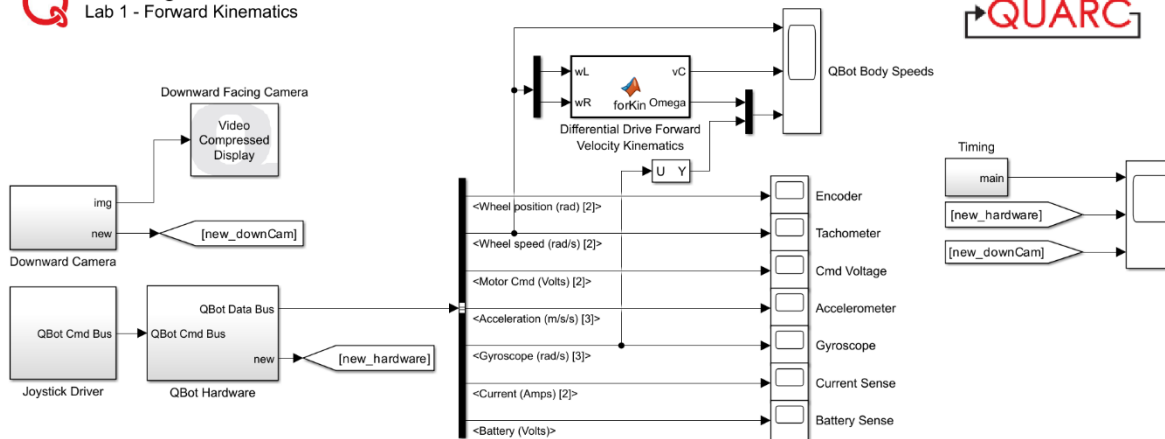 Lab 1 - Forward Kinematics
QUARC
Downward Facing Camera
Video
Compressed
Display
img
new
[new_downCam]
Downward Camera
QBot Cmd Bus
Joystick Driver
QBot Data Bus
QBot Cmd Bus
new
QBot Hardware
[new_hardware]
wL
wR
vC
Omega
forKin
Differential Drive Forward
Velocity Kinematics
U Y
QBot Body Speeds
<Wheel position (rad) [2]>
<Wheel speed (rad/s) [2]>
<Motor Cmd (Volts) [2]>
<Acceleration (m/s/s) [3]>
<Gyroscope (rad/s) [3]>
<Current (Amps) [2]>
<Battery (Volts)>
Encoder
Tachometer
Cmd Voltage
Accelerometer
Gyroscope
Current Sense
Battery Sense
Timing
main
[new_hardware]
[new_downCam]